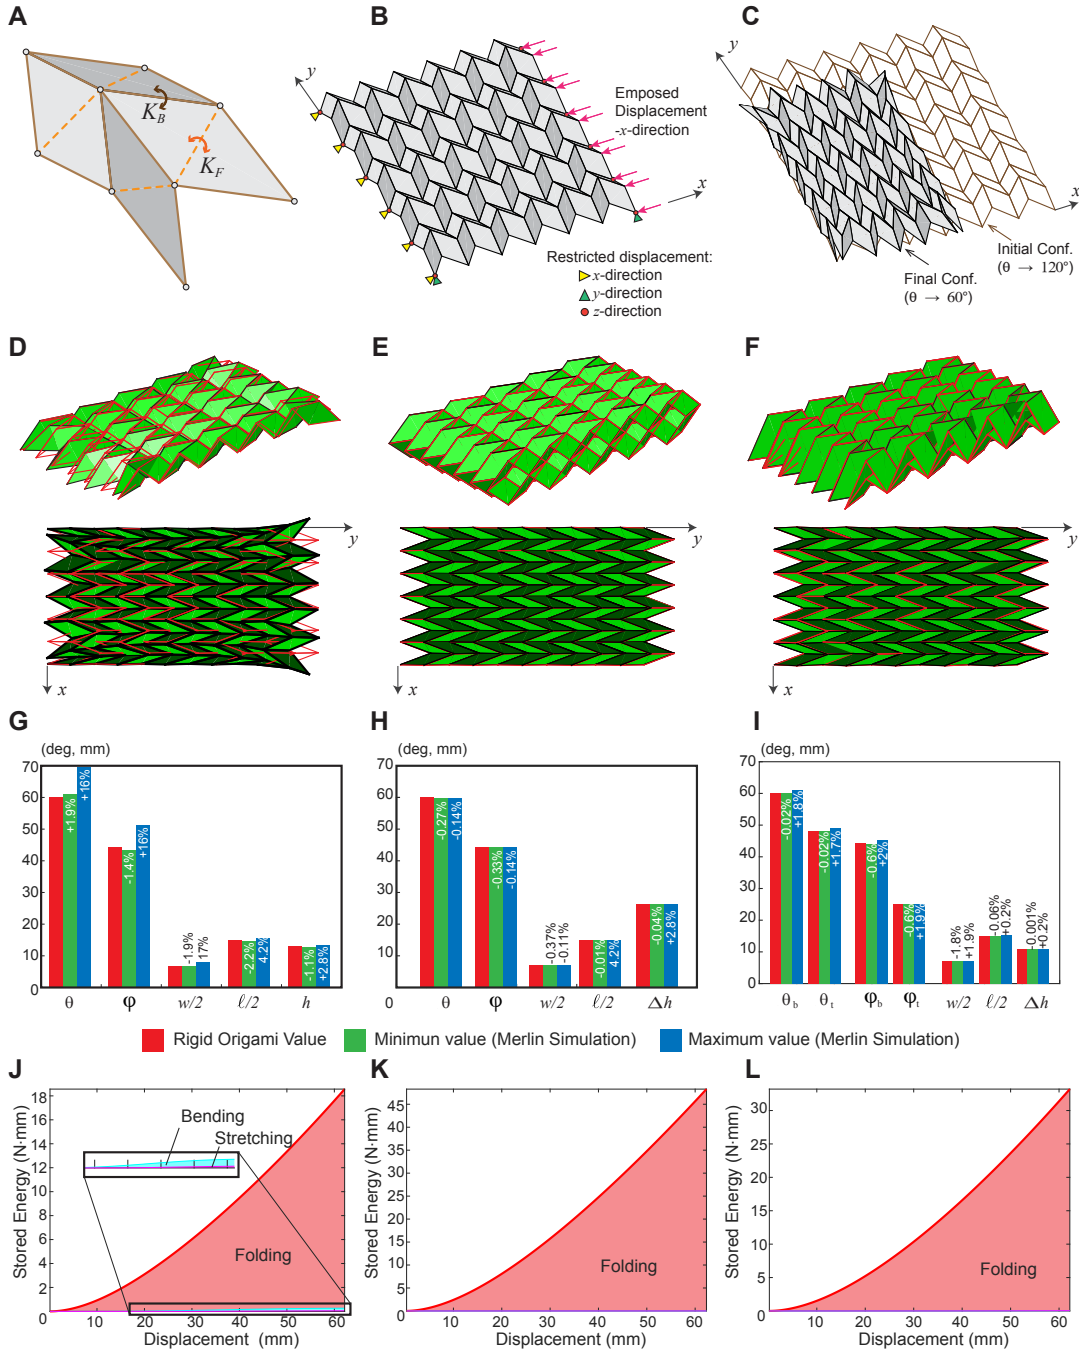 A
K_B
K_F
B
y
x
Emposed
Displacement
-x-direction
Restricted displacement:
x-direction
y-direction
z-direction
C
y
x
Initial Conf.
(θ → 120°)
Final Conf.
(θ → 60°)
D
y
x
E
y
x
F
y
x
G
(deg, mm)
70
60
50
40
30
20
10
0
+1.9%
+16%
-1.4%
+16%
-1.9%
17%
-2.2%
4.2%
-1.1%
+2.8%
θ φ w/2 ℓ/2 h
H
(deg, mm)
70
60
50
40
30
20
10
0
-0.27%
-0.14%
-0.33%
-0.14%
-0.37%
-0.11%
-0.01%
4.2%
-0.04%
+2.8%
θ φ w/2 ℓ/2 Δh
I
(deg, mm)
70
60
50
40
30
20
10
0
-0.02%
+1.8%
-0.02%
+1.7%
-0.6%
+2%
-0.6%
+1.9%
-1.8%
+1.9%
-0.06%
+0.2%
-0.001%
+0.2%
θb θt φb φt w/2 ℓ/2 Δh
Rigid Origami Value
Minimun value (Merlin Simulation)
Maximum value (Merlin Simulation)
J
Stored Energy (N·mm)
18
16
14
12
10
8
6
4
2
0
Bending
Stretching
Folding
10 20 30 40 50 60
Displacement (mm)
K
Stored Energy (N·mm)
45
40
35
30
25
20
15
10
5
0
Folding
10 20 30 40 50 60
Displacement (mm)
L
Stored Energy (N·mm)
30
25
20
15
10
5
0
Folding
10 20 30 40 50 60
Displacement (mm)